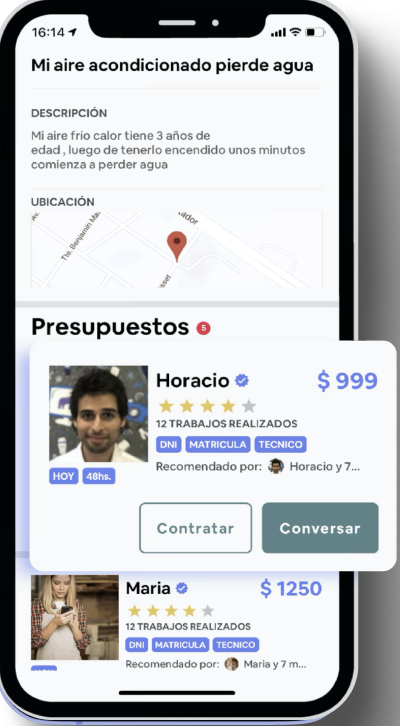 16:14
Mi aire acondicionado pierde agua
DESCRIPCIÓN
Mi aire frío calor tiene 3 años de
edad , luego de tenerlo encendido unos minutos
comienza a perder agua
UBICACIÓN
Av.
Tte. Benjamín Ma
ador
sset
Presupuestos 5
Horacio $ 999
12 TRABAJOS REALIZADOS
DNI MATRICULA TECNICO
Recomendado por: Horacio y 7...
HOY 48hs.
Contratar Conversar
Maria $ 1250
12 TRABAJOS REALIZADOS
DNI MATRICULA TECNICO
Recomendado por: Maria y 7 m...